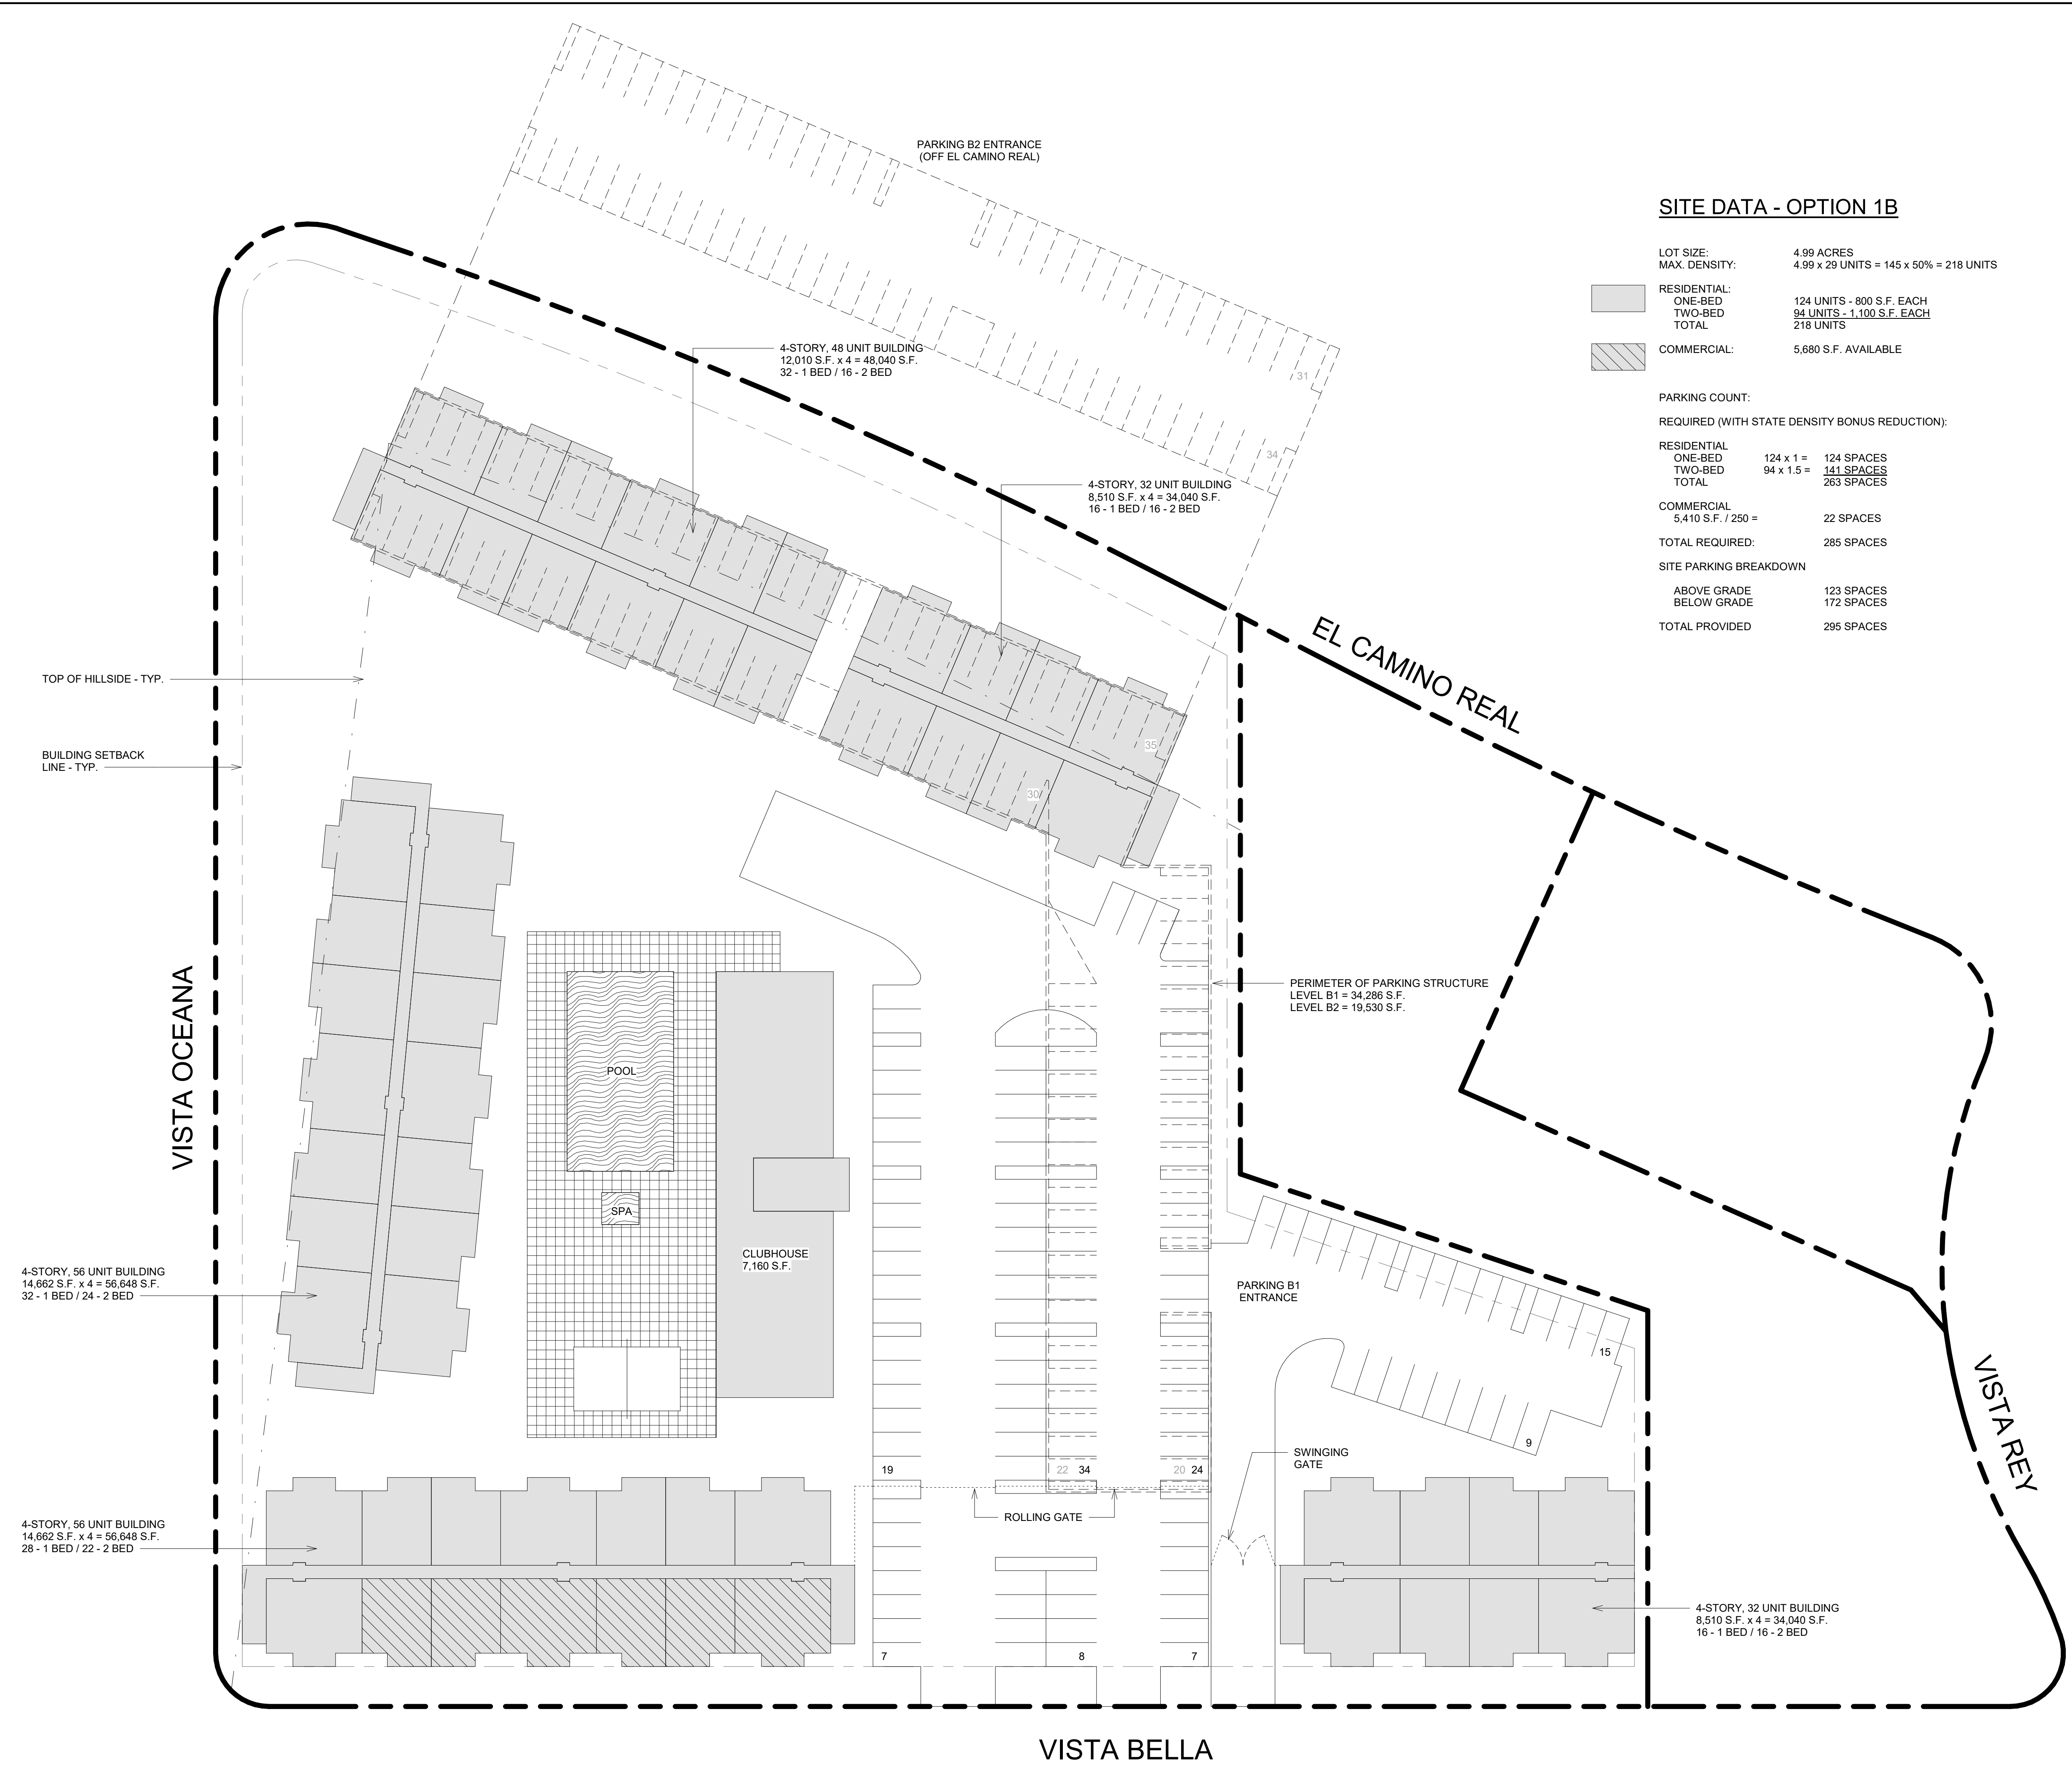 PARKING B2 ENTRANCE
(OFF EL CAMINO REAL)
SITE DATA - OPTION 1B
LOT SIZE: 4.99 ACRES
MAX. DENSITY: 4.99 x 29 UNITS = 145 x 50% = 218 UNITS
RESIDENTIAL:
ONE-BED 124 UNITS - 800 S.F. EACH
TWO-BED 94 UNITS - 1,100 S.F. EACH
TOTAL 218 UNITS
COMMERCIAL: 5,680 S.F. AVAILABLE
PARKING COUNT:
REQUIRED (WITH STATE DENSITY BONUS REDUCTION):
RESIDENTIAL
ONE-BED 124 x 1 = 124 SPACES
TWO-BED 94 x 1.5 = 141 SPACES
TOTAL 263 SPACES
COMMERCIAL
5,410 S.F. / 250 = 22 SPACES
TOTAL REQUIRED: 285 SPACES
SITE PARKING BREAKDOWN
ABOVE GRADE 123 SPACES
BELOW GRADE 172 SPACES
TOTAL PROVIDED 295 SPACES
4-STORY, 48 UNIT BUILDING
12,010 S.F. x 4 = 48,040 S.F.
32 - 1 BED / 16 - 2 BED
31
34
4-STORY, 32 UNIT BUILDING
8,510 S.F. x 4 = 34,040 S.F.
16 - 1 BED / 16 - 2 BED
EL CAMINO REAL
TOP OF HILLSIDE - TYP.
35
BUILDING SETBACK
LINE - TYP.
30
PERIMETER OF PARKING STRUCTURE
LEVEL B1 = 34,286 S.F.
LEVEL B2 = 19,530 S.F.
VISTA OCEANA
POOL
SPA
CLUBHOUSE
7,160 S.F.
4-STORY, 56 UNIT BUILDING
14,662 S.F. x 4 = 56,648 S.F.
32 - 1 BED / 24 - 2 BED
PARKING B1
ENTRANCE
15
9
VISTA REY
SWINGING
GATE
19
22 34
20 24
ROLLING GATE
4-STORY, 56 UNIT BUILDING
14,662 S.F. x 4 = 56,648 S.F.
28 - 1 BED / 22 - 2 BED
4-STORY, 32 UNIT BUILDING
8,510 S.F. x 4 = 34,040 S.F.
16 - 1 BED / 16 - 2 BED
7
8
7
VISTA BELLA